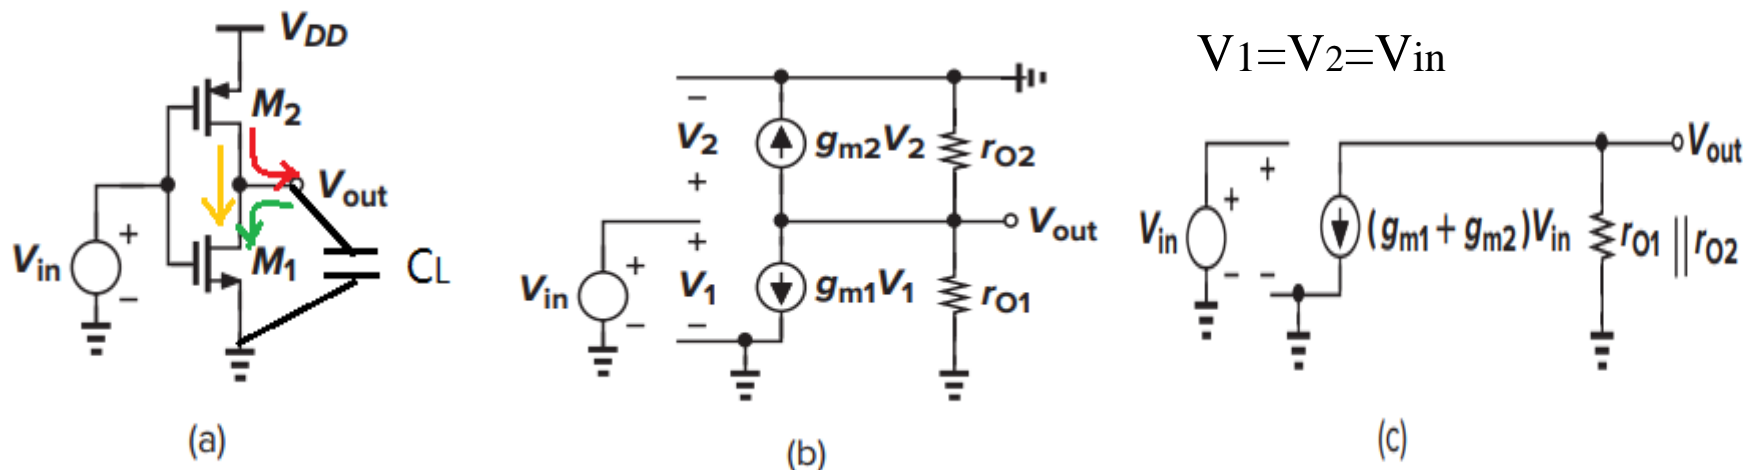 VDD
M2
Vout
Vin
+
−
M1
CL
(a)
−
V2
+
gm2V2
rO2
Vout
Vin
+
−
+
V1
−
gm1V1
rO1
(b)
V1=V2=Vin
Vin
+
−
+
−
(gm1+gm2)Vin
rO1||rO2
Vout
(c)